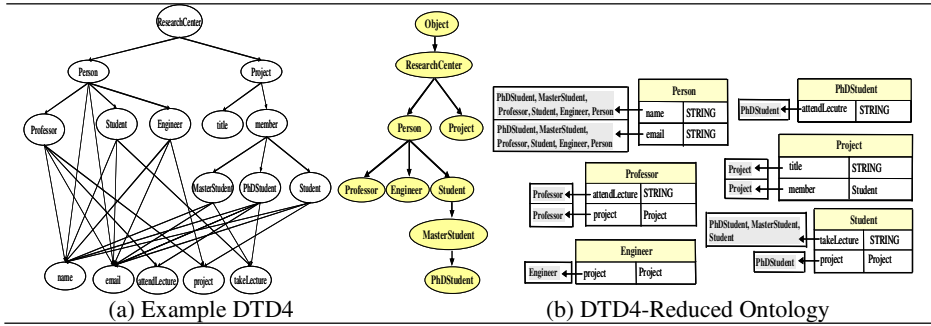 ResearchCenter
Person
Project
Professor
Student
Engineer
title
member
MasterStudent
PhDStudent
Student
name
email
attendLecture
project
takeLecture
(a) Example DTD4
Object
ResearchCenter
Person
Project
Professor
Engineer
Student
MasterStudent
PhDStudent
PhDStudent, MasterStudent,
Professor, Student, Engineer, Person
PhDStudent, MasterStudent,
Professor, Student, Engineer, Person
Person
name STRING
email STRING
PhDStudent
PhDStudent attendLecutre STRING
Project
Project title STRING
Project member Student
Professor
Professor attendLecture STRING
Professor project Project
PhDStudent, MasterStudent,
Student
Student
takeLecture STRING
PhDStudent project Project
Engineer
Engineer project Project
(b) DTD4-Reduced Ontology